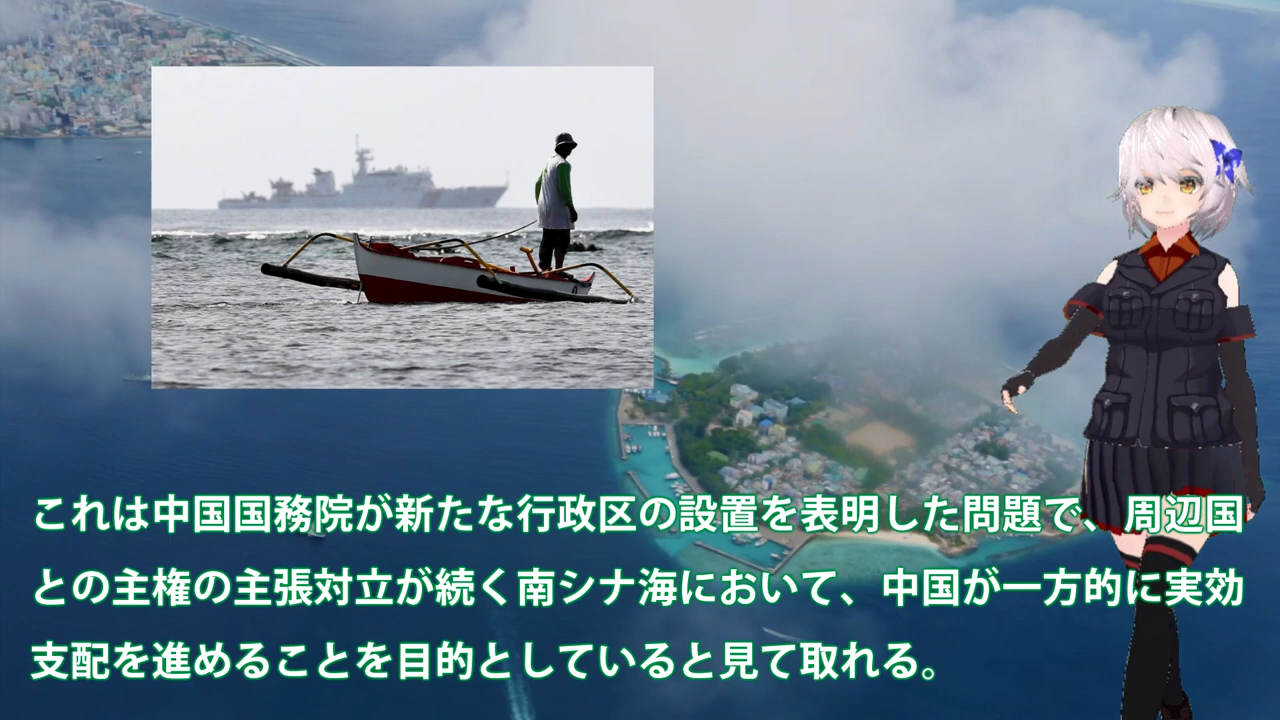 これは中国国務院が新たな行政区の設置を表明した問題で、周辺国
との主権の主張対立が続く南シナ海において、中国が一方的に実効
支配を進めることを目的としていると見て取れる。